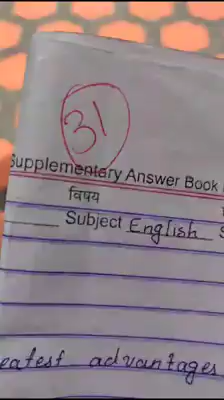 31
Supplementary Answer Book
विषय
Subject English
eatest advantages